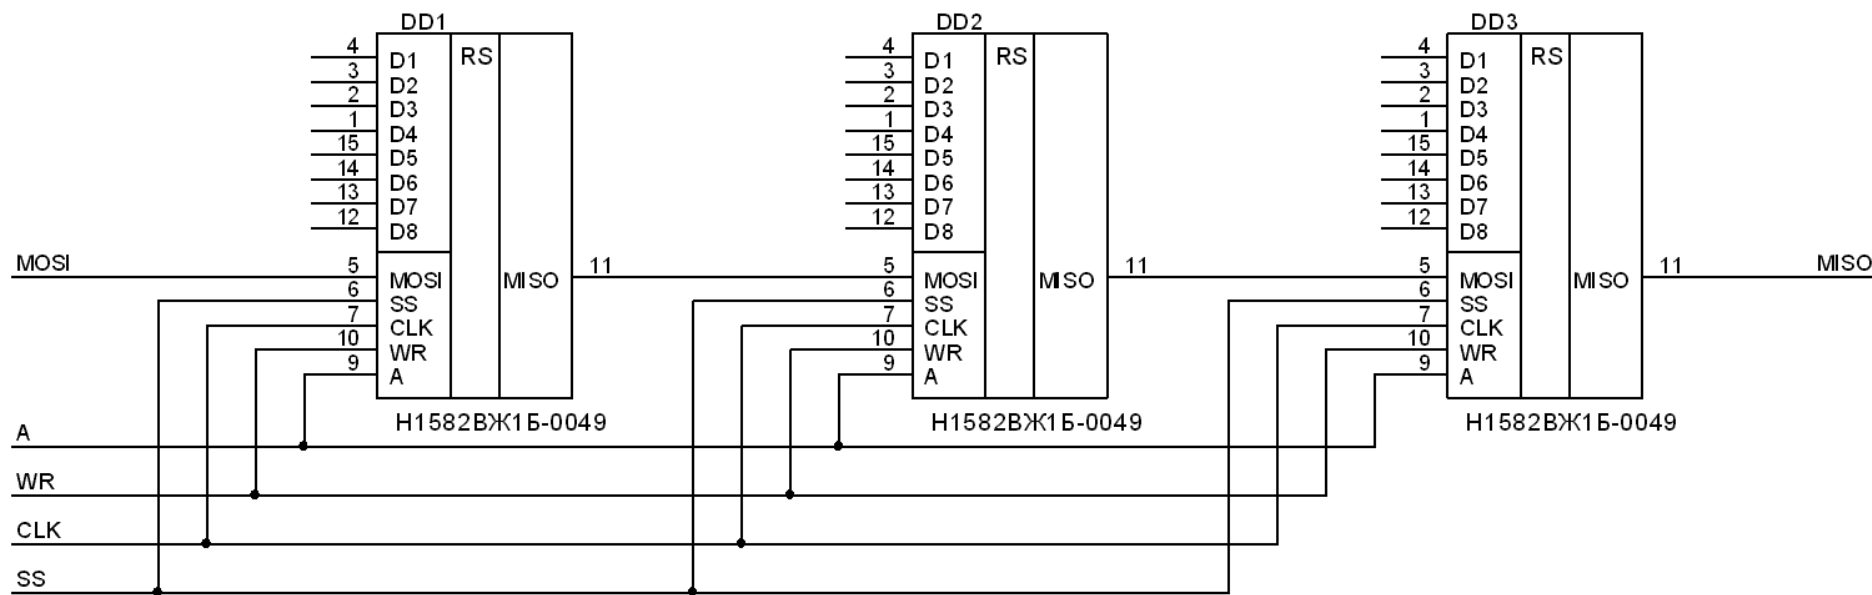 DD1
4 D1 RS
3 D2
2 D3
1 D4
15 D5
14 D6
13 D7
12 D8
MOSI 5 MOSI MISO 11
6 SS
7 CLK
10 WR
9 A
Н1582ВЖ1Б-0049
DD2
4 D1 RS
3 D2
2 D3
1 D4
15 D5
14 D6
13 D7
12 D8
5 MOSI MISO 11
6 SS
7 CLK
10 WR
9 A
Н1582ВЖ1Б-0049
DD3
4 D1 RS
3 D2
2 D3
1 D4
15 D5
14 D6
13 D7
12 D8
5 MOSI MISO 11 MISO
6 SS
7 CLK
10 WR
9 A
Н1582ВЖ1Б-0049
A
WR
CLK
SS